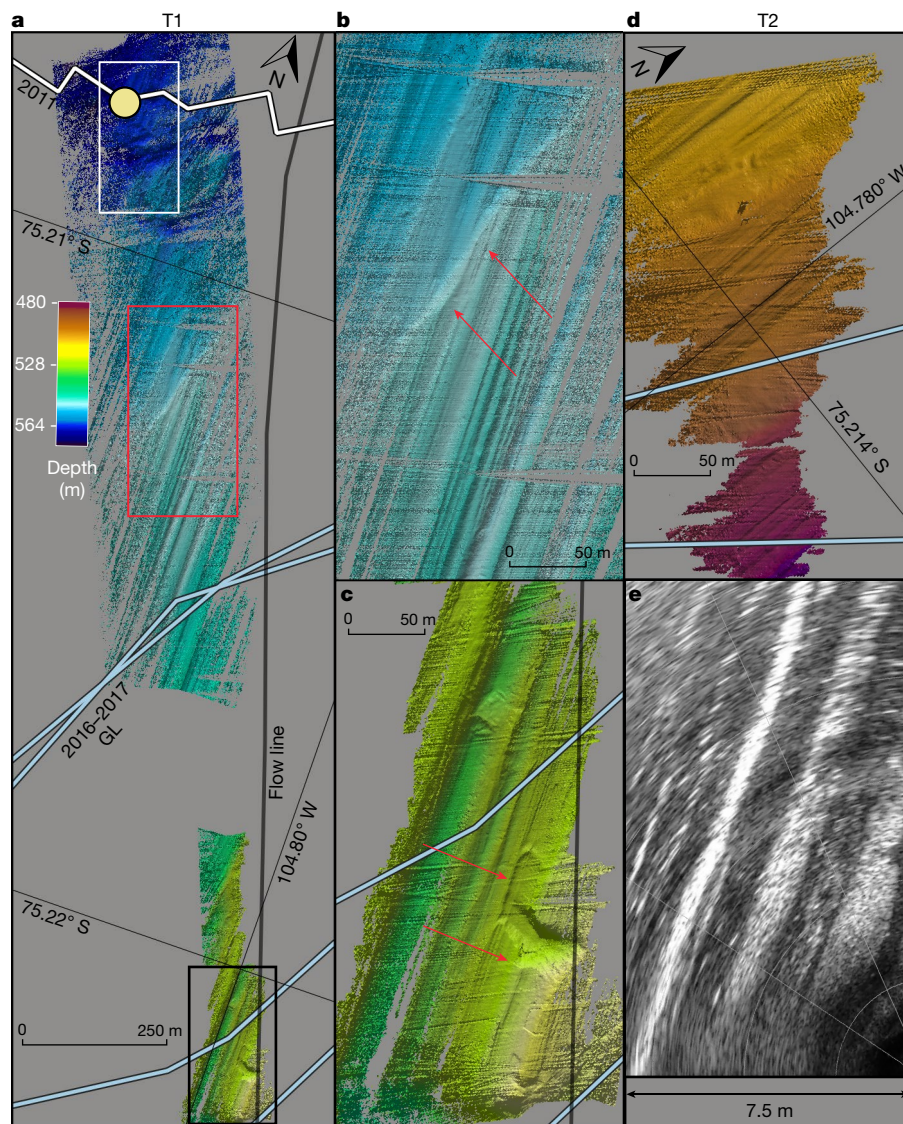 a
T1
b
d
T2
N
2011
N
75.21° S
104.780° W
480
528
564
Depth
(m)
75.214° S
0 50 m
0 50 m
c
e
0 50 m
2016–2017
GL
Flow line
104.80° W
75.22° S
0 250 m
7.5 m